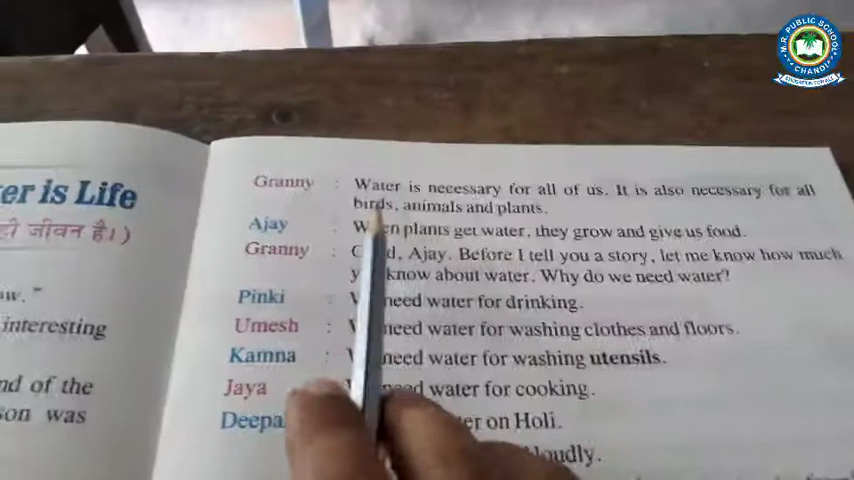 M.R. PUBLIC SCHOOL
CHANDI
er is Life
ही जीवन है।)
ow."
interesting
nd of the
son was
Granny : Water is necessary for all of us. It is also necessary for all
birds, animals and plants.
Ajay : When plants get water, they grow and give us food.
Granny : Ajay. Before I tell you a story, let me know how much
know about water. Why do we need water?
Pinki : need water for drinking.
Umesh : need water for washing clothes and floors.
Kamna : need water for washing utensils.
Jaya need water for cooking.
Deepa on Holi.
loudly.